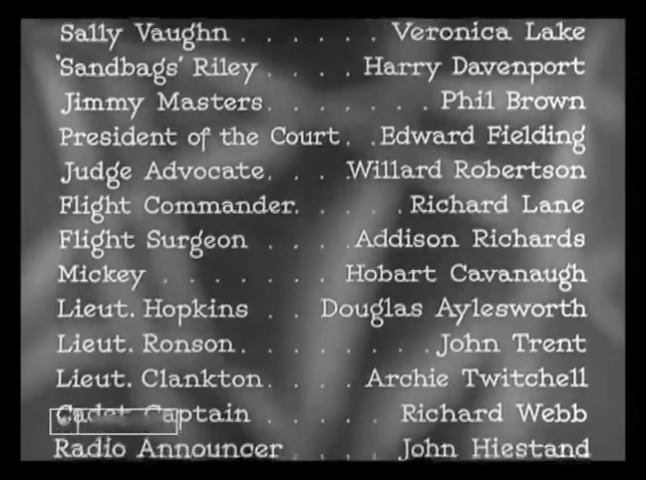 Sally Vaughn . . . . . . Veronica Lake
'Sandbags' Riley . . . . Harry Davenport
Jimmy Masters . . . . . . . Phil Brown
President of the Court . . Edward Fielding
Judge Advocate . . . Willard Robertson
Flight Commander . . . . . Richard Lane
Flight Surgeon . . . . Addison Richards
Mickey . . . . . . . Hobart Cavanaugh
Lieut. Hopkins . . Douglas Aylesworth
Lieut. Ronson . . . . . . . John Trent
Lieut. Clankton . . . . Archie Twitchell
Cadet Captain . . . . . Richard Webb
Radio Announcer . . . . John Hiestand